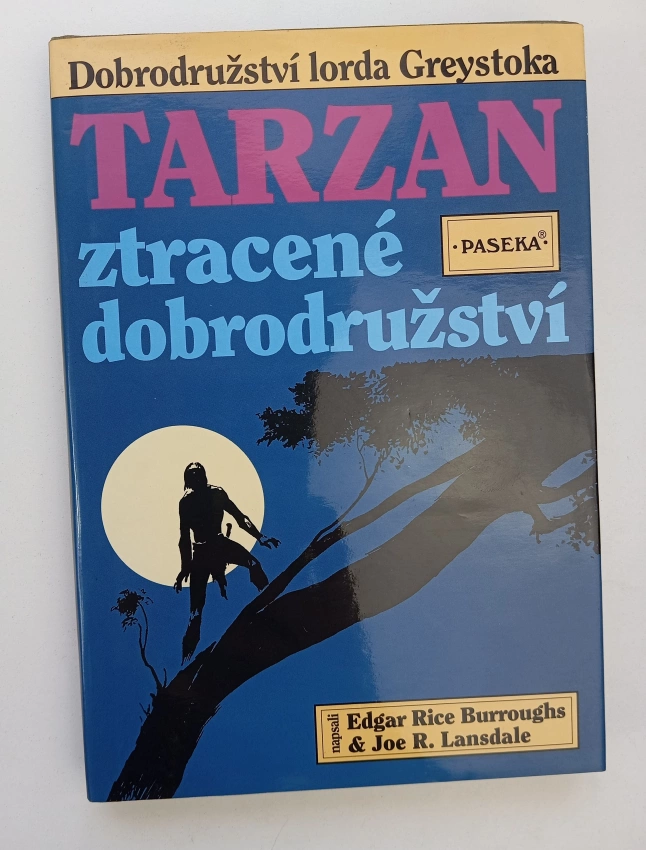 Dobrodružství lorda Greystoka
TARZAN
ztracené
dobrodružství
·PASEKA®·
napsali
Edgar Rice Burroughs
& Joe R. Lansdale